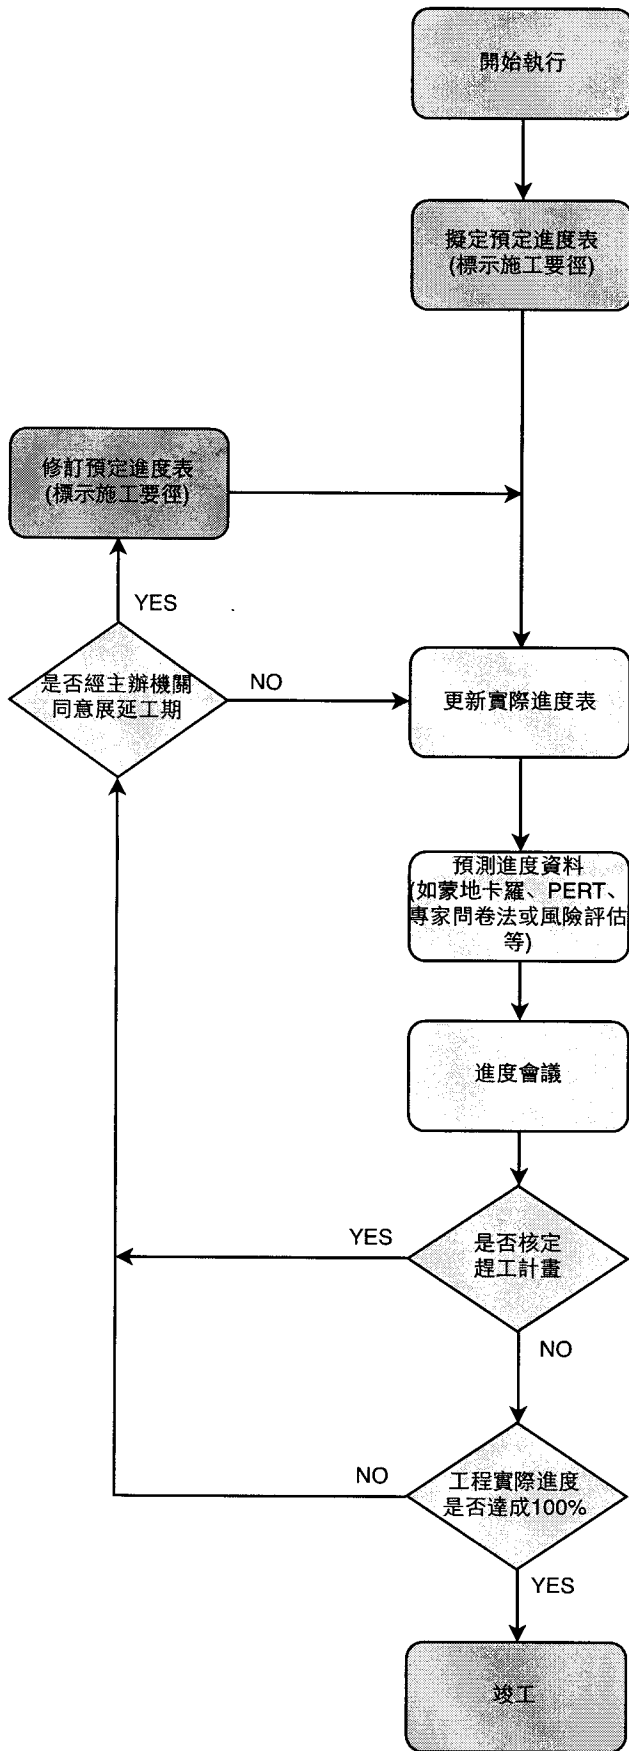 開始執行
擬定預定進度表
(標示施工要徑)
修訂預定進度表
(標示施工要徑)
YES
是否經主辦機關
同意展延工期
NO
更新實際進度表
預測進度資料
(如蒙地卡羅、PERT、
專家問卷法或風險評估
等)
進度會議
YES
是否核定
趕工計畫
NO
NO
工程實際進度
是否達成100%
YES
竣工